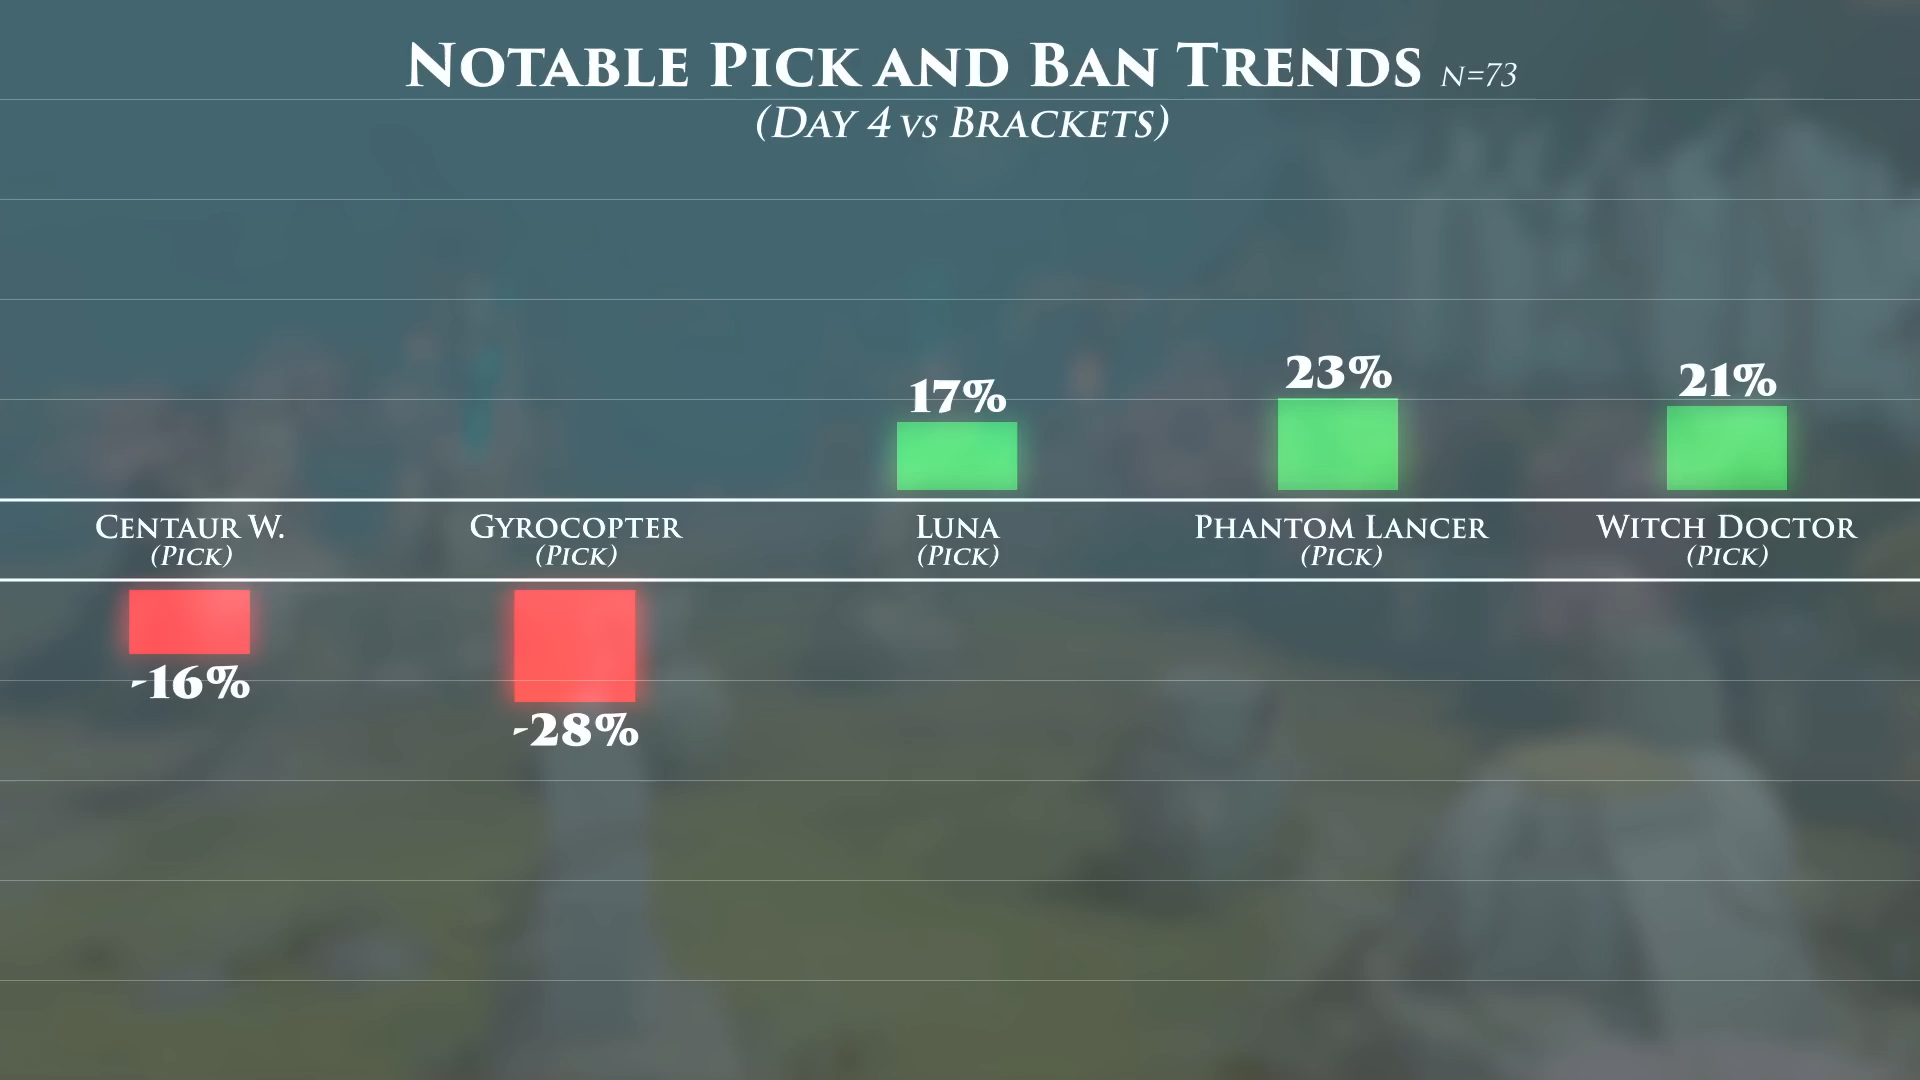 Notable Pick and Ban Trends n=73
(Day 4 vs Brackets)
17%
23%
21%
Centaur W.
(Pick)
Gyrocopter
(Pick)
Luna
(Pick)
Phantom Lancer
(Pick)
Witch Doctor
(Pick)
-16%
-28%